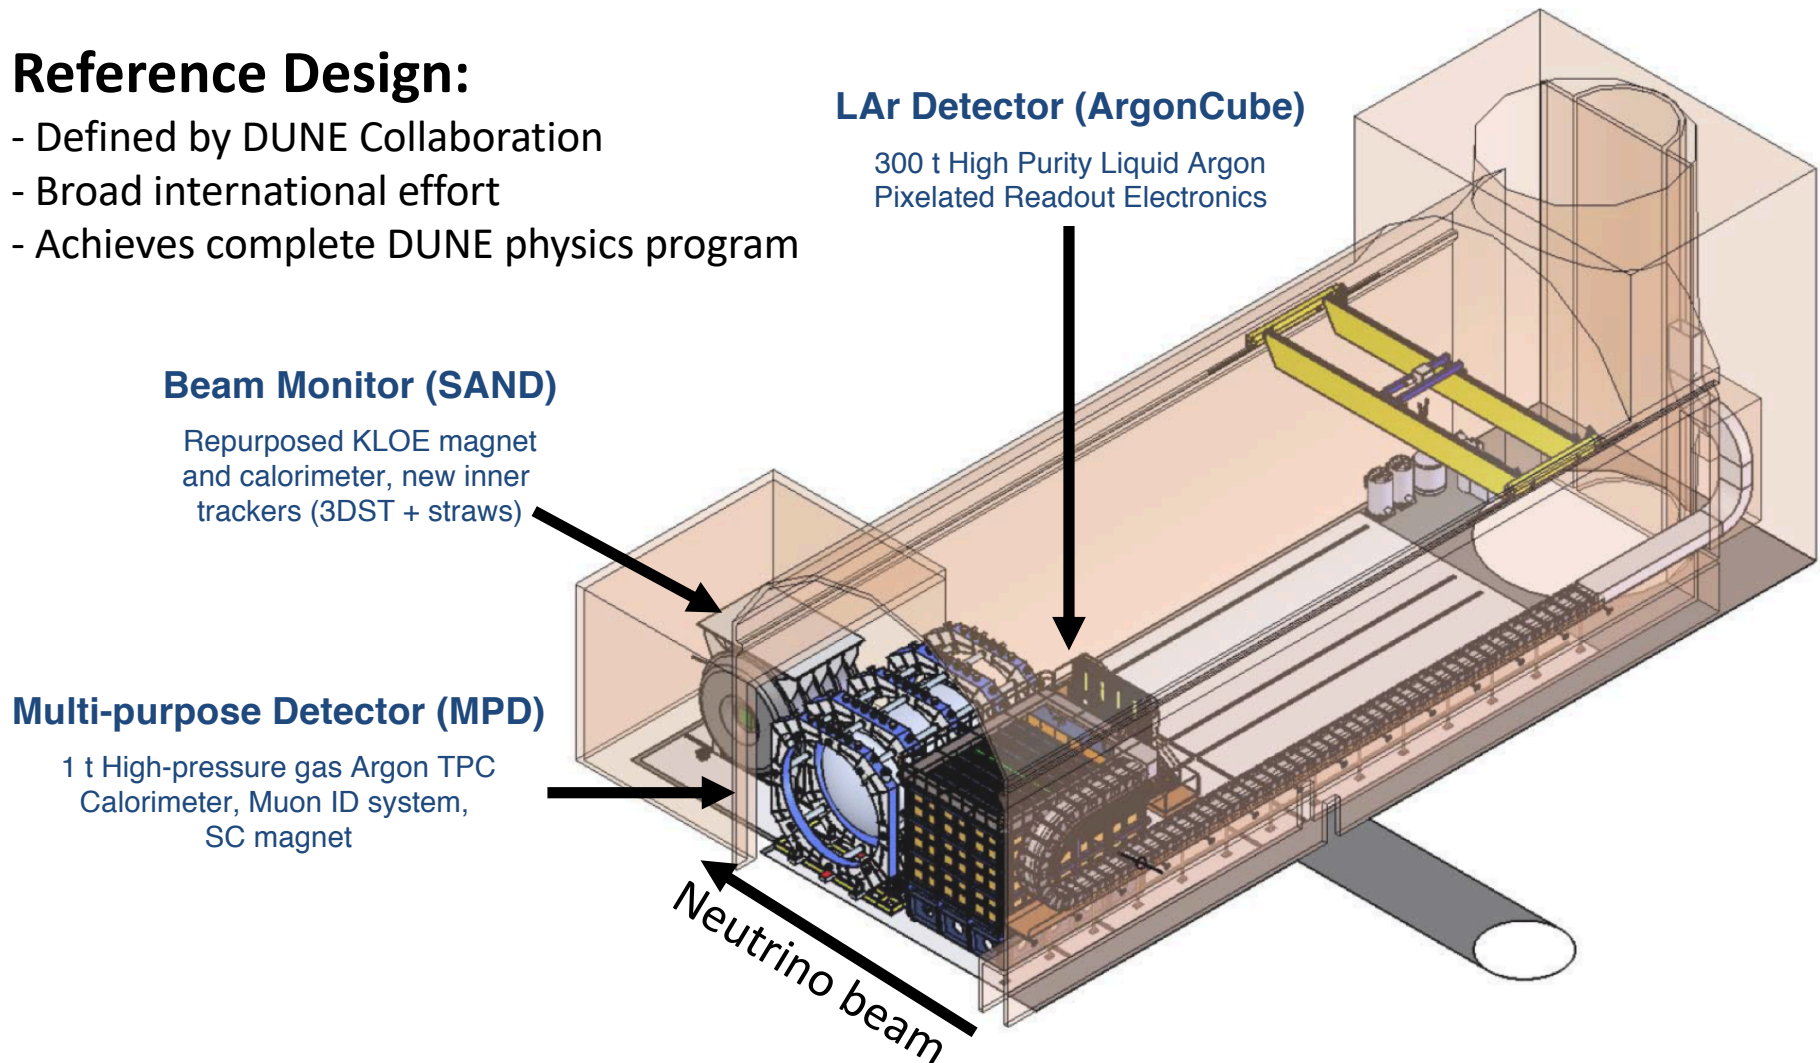 Reference Design:
- Defined by DUNE Collaboration
- Broad international effort
- Achieves complete DUNE physics program
LAr Detector (ArgonCube)
300 t High Purity Liquid Argon
Pixelated Readout Electronics
Beam Monitor (SAND)
Repurposed KLOE magnet
and calorimeter, new inner
trackers (3DST + straws)
Multi-purpose Detector (MPD)
1 t High-pressure gas Argon TPC
Calorimeter, Muon ID system,
SC magnet
Neutrino beam